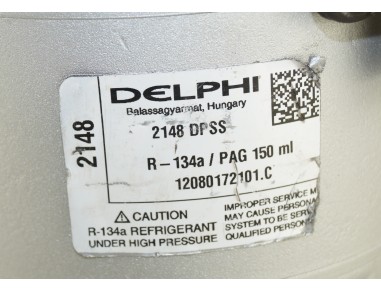 DELPHI
Balassagyarmat, Hungary
2148
2148 DPSS
R-134a / PAG 150 ml
12080172101.C
CAUTION
R-134a REFRIGERANT
UNDER HIGH PRESSURE
IMPROPER SERVICE M
MAY CAUSE PERSONA
SYSTEM TO BE SERV
QUALIFIED PERSON